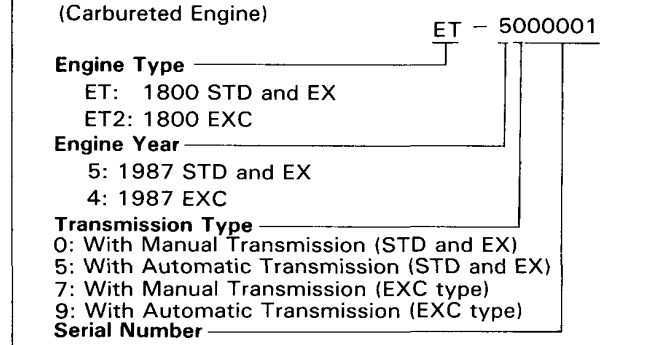 (Carbureted Engine)
ET – 5000001
Engine Type
ET: 1800 STD and EX
ET2: 1800 EXC
Engine Year
5: 1987 STD and EX
4: 1987 EXC
Transmission Type
0: With Manual Transmission (STD and EX)
5: With Automatic Transmission (STD and EX)
7: With Manual Transmission (EXC type)
9: With Automatic Transmission (EXC type)
Serial Number